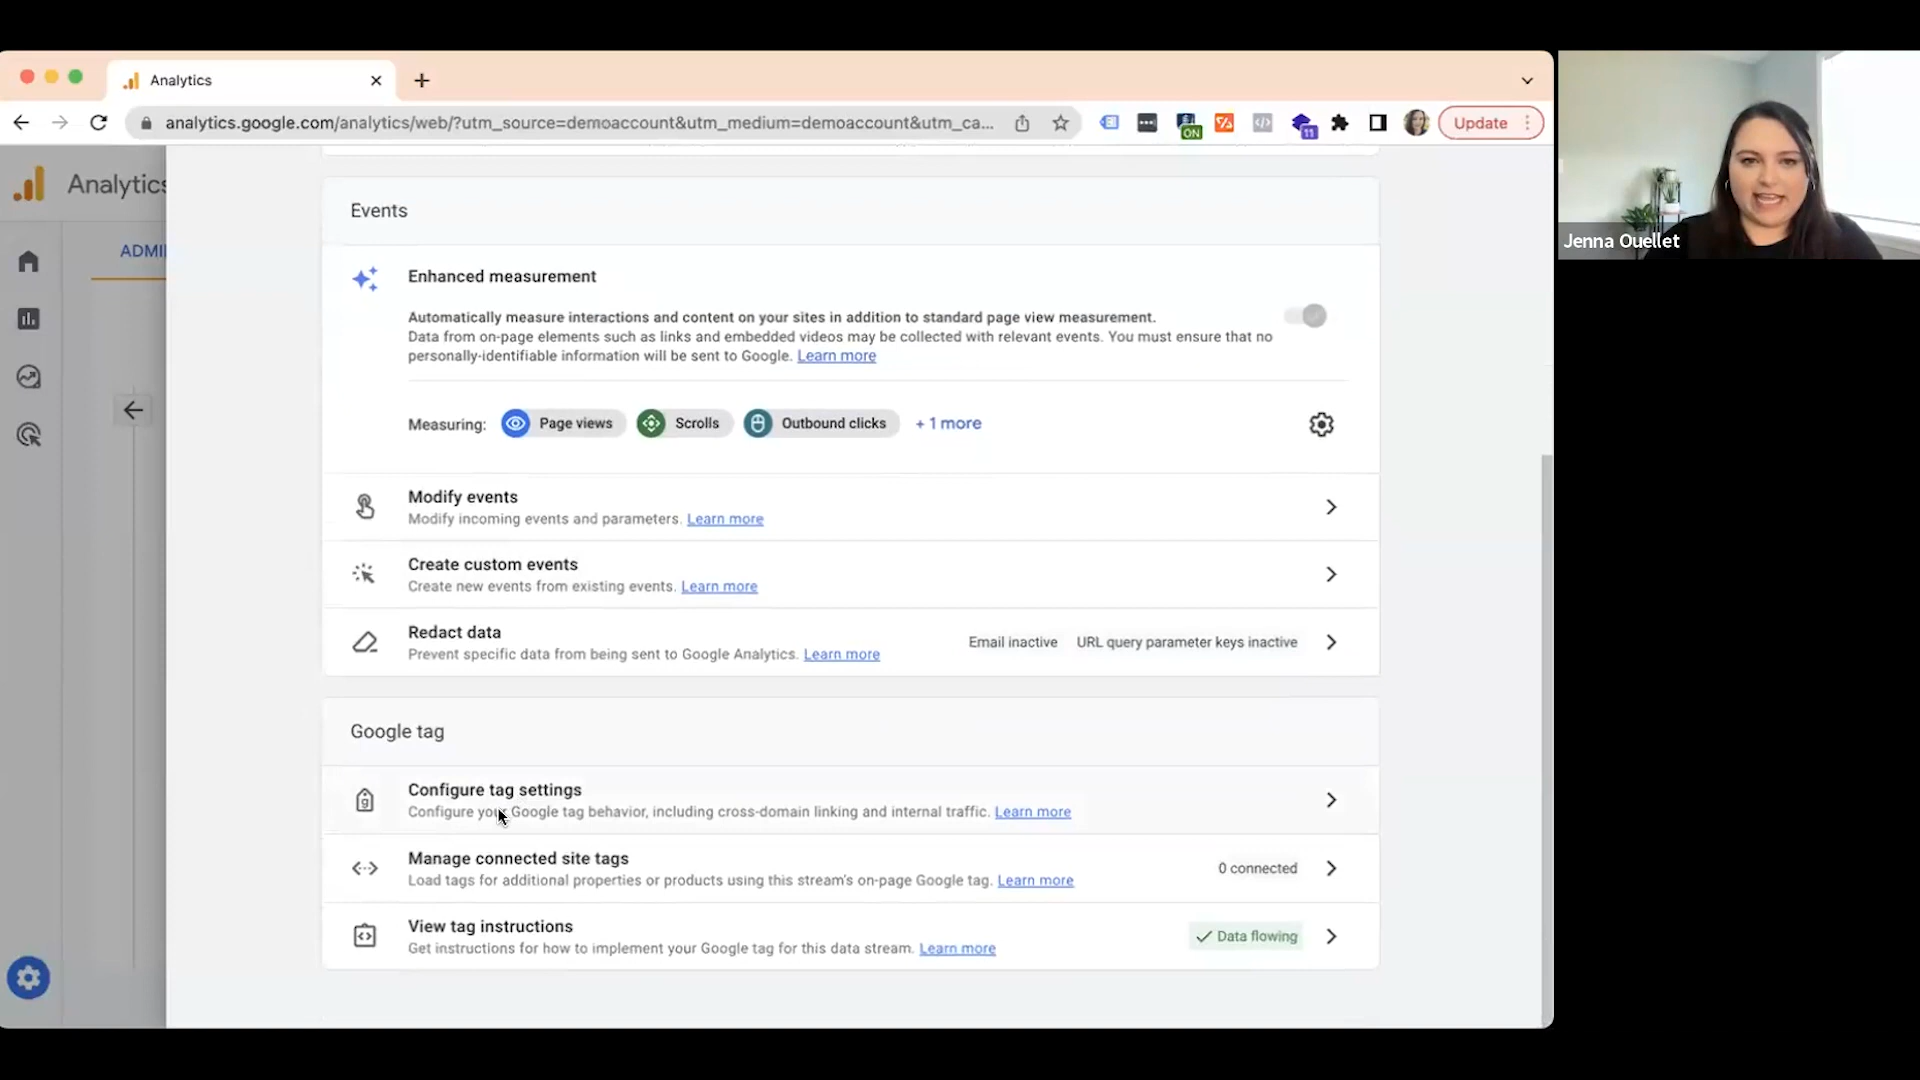 Analytics
analytics.google.com/analytics/web/?utm_source=demoaccount&utm_medium=demoaccount&utm_ca...
ON
11
Update
Analytics
ADMI
Jenna Ouellet
Events
Enhanced measurement
Automatically measure interactions and content on your sites in addition to standard page view measurement.
Data from on-page elements such as links and embedded videos may be collected with relevant events. You must ensure that no
personally-identifiable information will be sent to Google. Learn more
Measuring: Page views Scrolls Outbound clicks + 1 more
Modify events
Modify incoming events and parameters. Learn more
Create custom events
Create new events from existing events. Learn more
Redact data
Prevent specific data from being sent to Google Analytics. Learn more
Email inactive URL query parameter keys inactive
Google tag
Configure tag settings
Configure your Google tag behavior, including cross-domain linking and internal traffic. Learn more
Manage connected site tags
Load tags for additional properties or products using this stream's on-page Google tag. Learn more
0 connected
View tag instructions
Get instructions for how to implement your Google tag for this data stream. Learn more
Data flowing